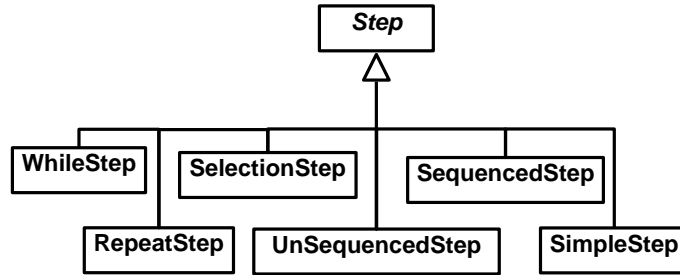 Step
WhileStep
SelectionStep
SequencedStep
RepeatStep
UnSequencedStep
SimpleStep